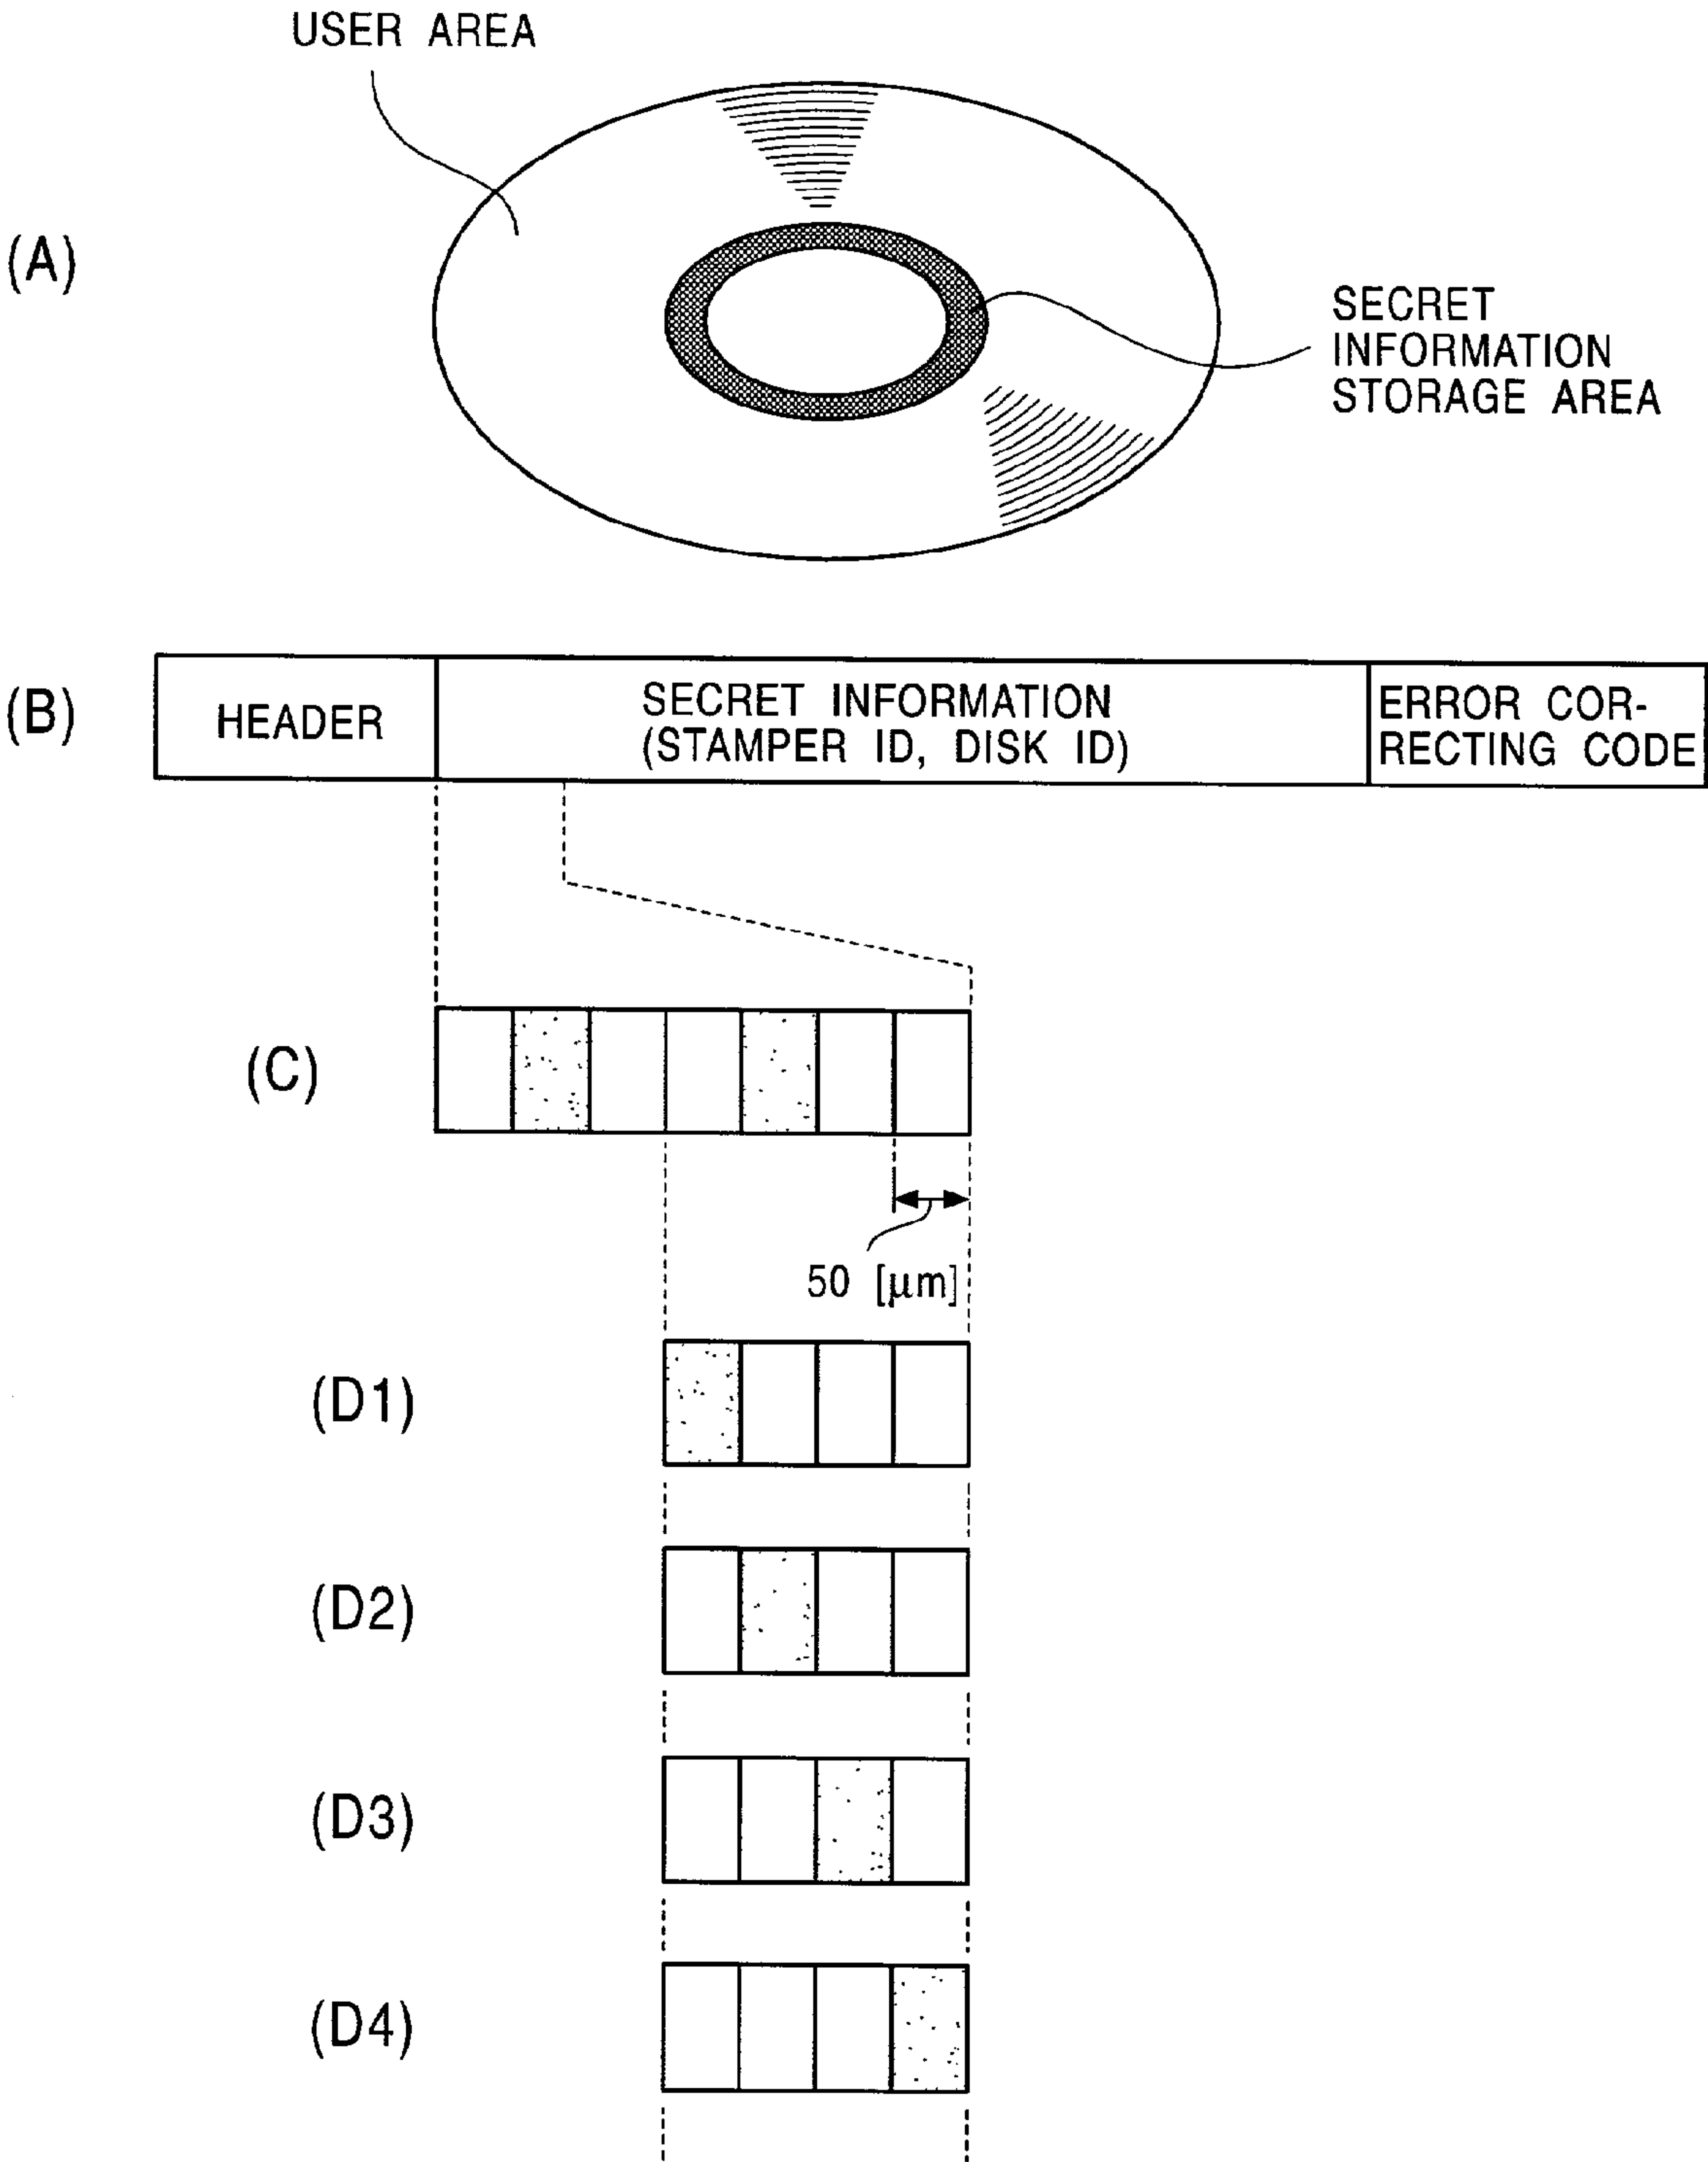 USER AREA
(A)
SECRET
INFORMATION
STORAGE AREA
(B)
HEADER
SECRET INFORMATION
(STAMPER ID, DISK ID)
ERROR COR-
RECTING CODE
(C)
50 [μm]
(D1)
(D2)
(D3)
(D4)